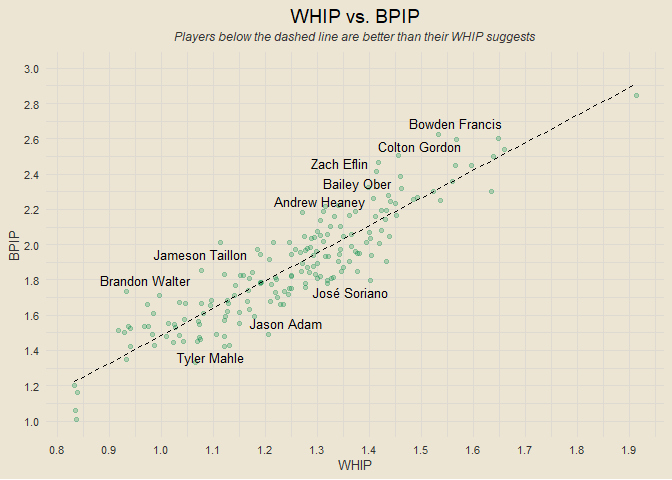 WHIP vs. BPIP
Players below the dashed line are better than their WHIP suggests
3.0
2.8
2.6
2.4
2.2
2.0
1.8
1.6
1.4
1.2
1.0
BPIP
Bowden Francis
Colton Gordon
Zach Eflin
Bailey Ober
Andrew Heaney
Jameson Taillon
Brandon Walter
José Soriano
Jason Adam
Tyler Mahle
0.8 0.9 1.0 1.1 1.2 1.3 1.4 1.5 1.6 1.7 1.8 1.9
WHIP